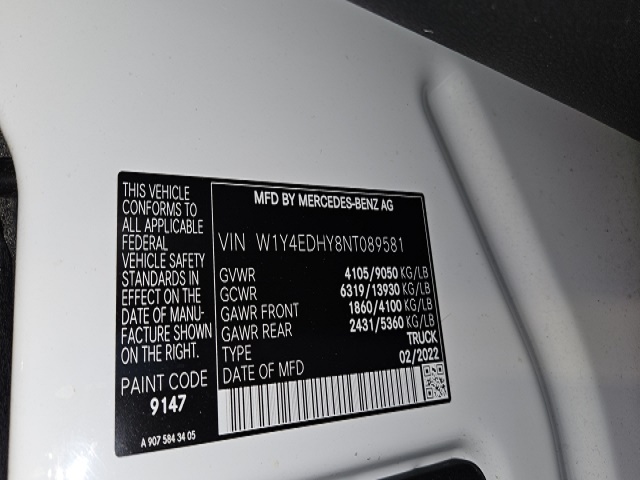 THIS VEHICLE
CONFORMS TO
ALL APPLICABLE
FEDERAL
VEHICLE SAFETY
STANDARDS IN
EFFECT ON THE
DATE OF MANU-
FACTURE SHOWN
ON THE RIGHT.
PAINT CODE
9147
A 907 584 34 05
MFD BY MERCEDES-BENZ AG
VIN W1Y4EDHY8NT089581
GVWR 4105/9050 KG/LB
GCWR 6319/13930 KG/LB
GAWR FRONT 1860/4100 KG/LB
GAWR REAR 2431/5360 KG/LB
TYPE TRUCK
DATE OF MFD 02/2022